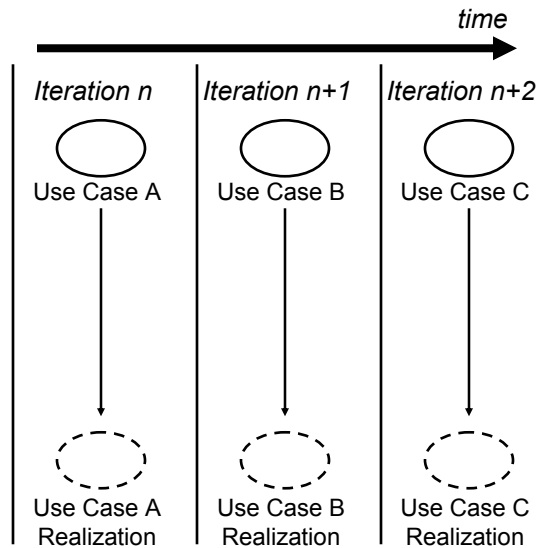 time
Iteration n
Iteration n+1
Iteration n+2
Use Case A
Use Case B
Use Case C
Use Case A
Realization
Use Case B
Realization
Use Case C
Realization